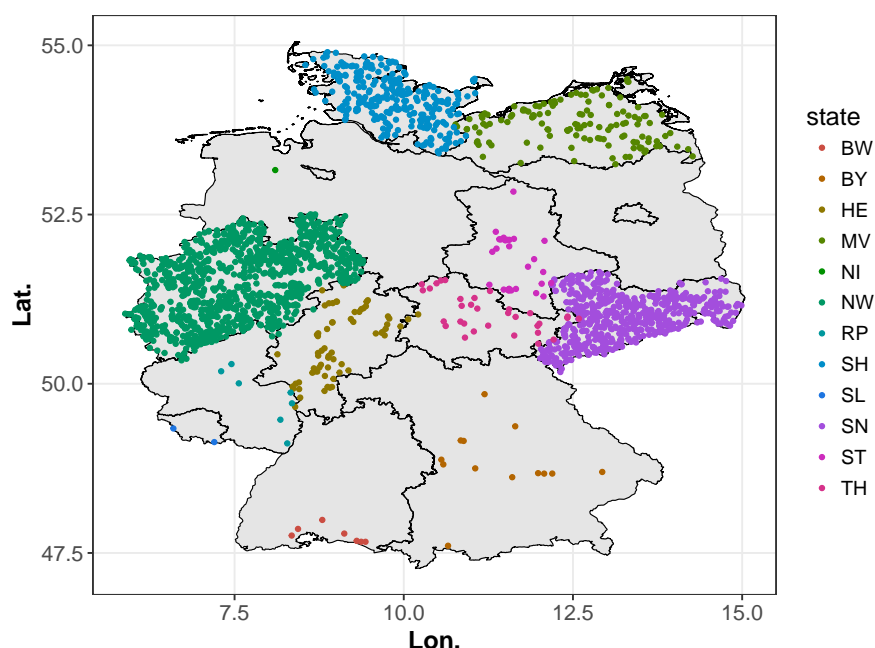 55.0
52.5
50.0
47.5
Lat.
7.5 10.0 12.5 15.0
Lon.
state
BW
BY
HE
MV
NI
NW
RP
SH
SL
SN
ST
TH